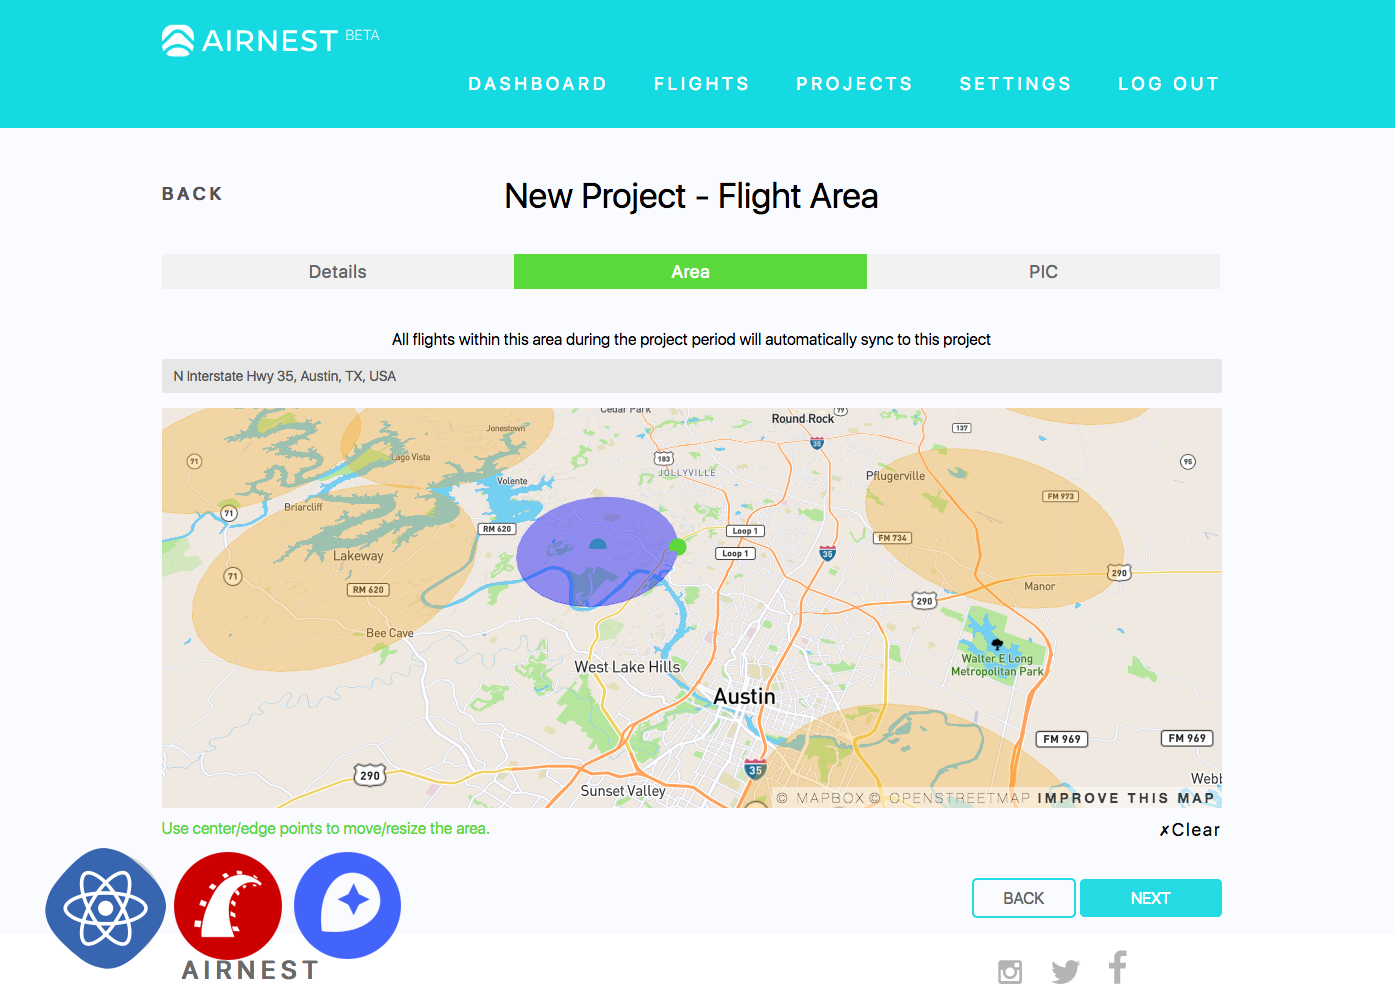 AIRNEST BETA
DASHBOARD FLIGHTS PROJECTS SETTINGS LOG OUT
BACK
New Project - Flight Area
Details Area PIC
All flights within this area during the project period will automatically sync to this project
N Interstate Hwy 35, Austin, TX, USA
Cedar Park
Round Rock
79
137
Jonestown
35
71
Lago Vista
183
95
JOLLYVILLE
Pflugerville
Volente
FM 973
Briarcliff
71
RM 620
Loop 1
FM 734
Lakeway
Loop 1
35
71
290
RM 620
Manor
290
Bee Cave
West Lake Hills
Walter E Long
Metropolitan Park
Austin
FM 969
FM 969
290
35
Webb
Sunset Valley
© MAPBOX © OPENSTREETMAP IMPROVE THIS MAP
Use center/edge points to move/resize the area.
✗Clear
BACK NEXT
AIRNEST